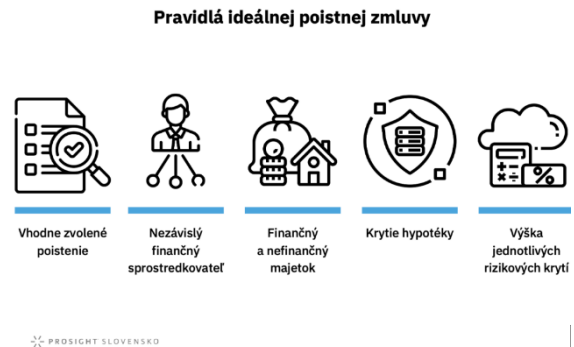 Pravidlá ideálnej poistnej zmluvy
Vhodne zvolené
poistenie
Nezávislý
finančný
sprostredkovateľ
Finančný
a nefinančný
majetok
Krytie hypotéky
Výška
jednotlivých
rizikových krytí
PROSIGHT SLOVENSKO